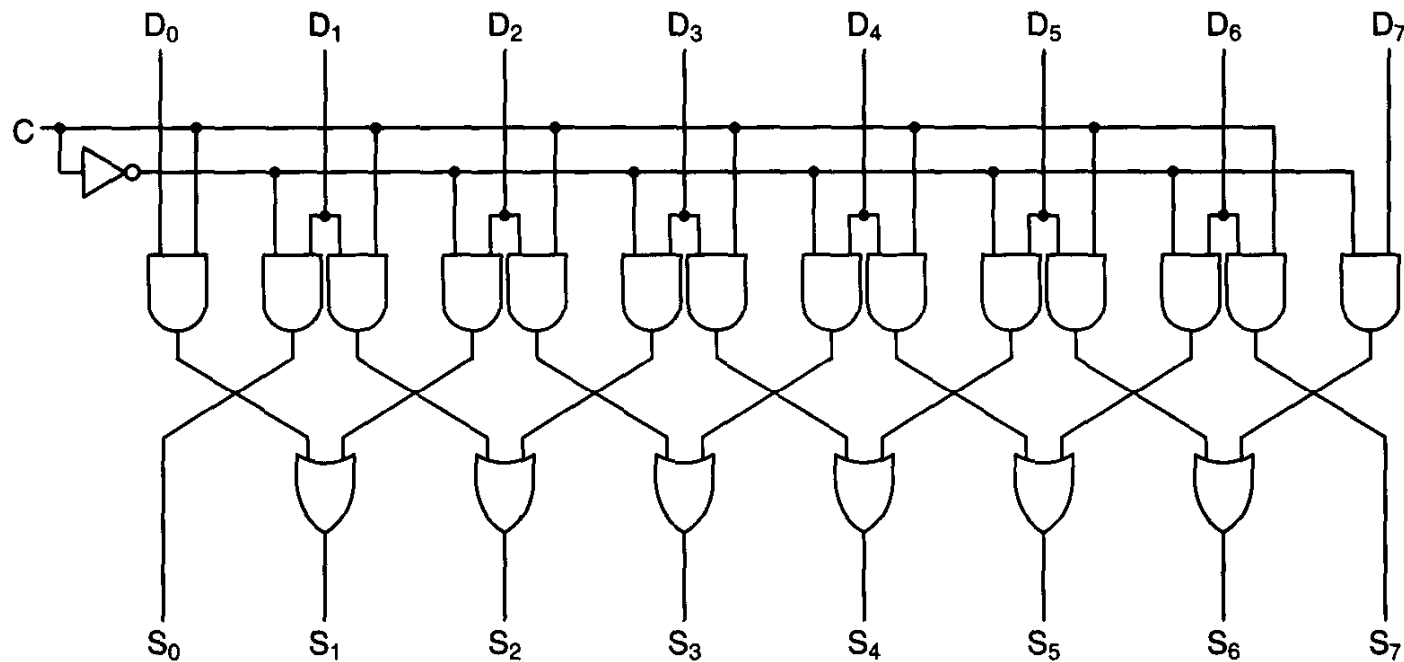 D₀ D₁ D₂ D₃ D₄ D₅ D₆ D₇
C
S₀ S₁ S₂ S₃ S₄ S₅ S₆ S₇